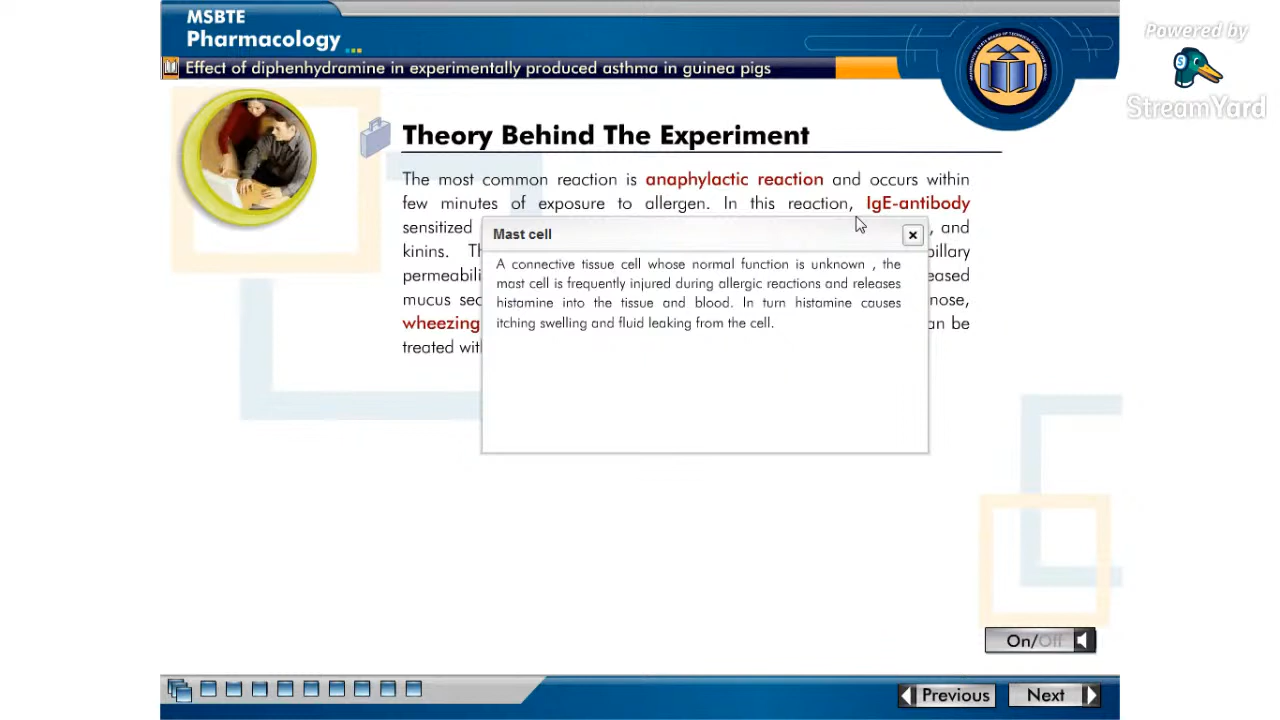 MSBTE
Pharmacology
Effect of diphenhydramine in experimentally produced asthma in guinea pigs
Powered by
StreamYard
Theory Behind The Experiment
The most common reaction is anaphylactic reaction and occurs within
few minutes of exposure to allergen. In this reaction, IgE-antibody
sensitized , and
kinins.
permeabili
mucus sec nose,
wheezing an be
treated wit
Mast cell
A connective tissue cell whose normal function is unknown , the
mast cell is frequently injured during allergic reactions and releases
histamine into the tissue and blood. In turn histamine causes
itching swelling and fluid leaking from the cell.
On/Off
Previous
Next